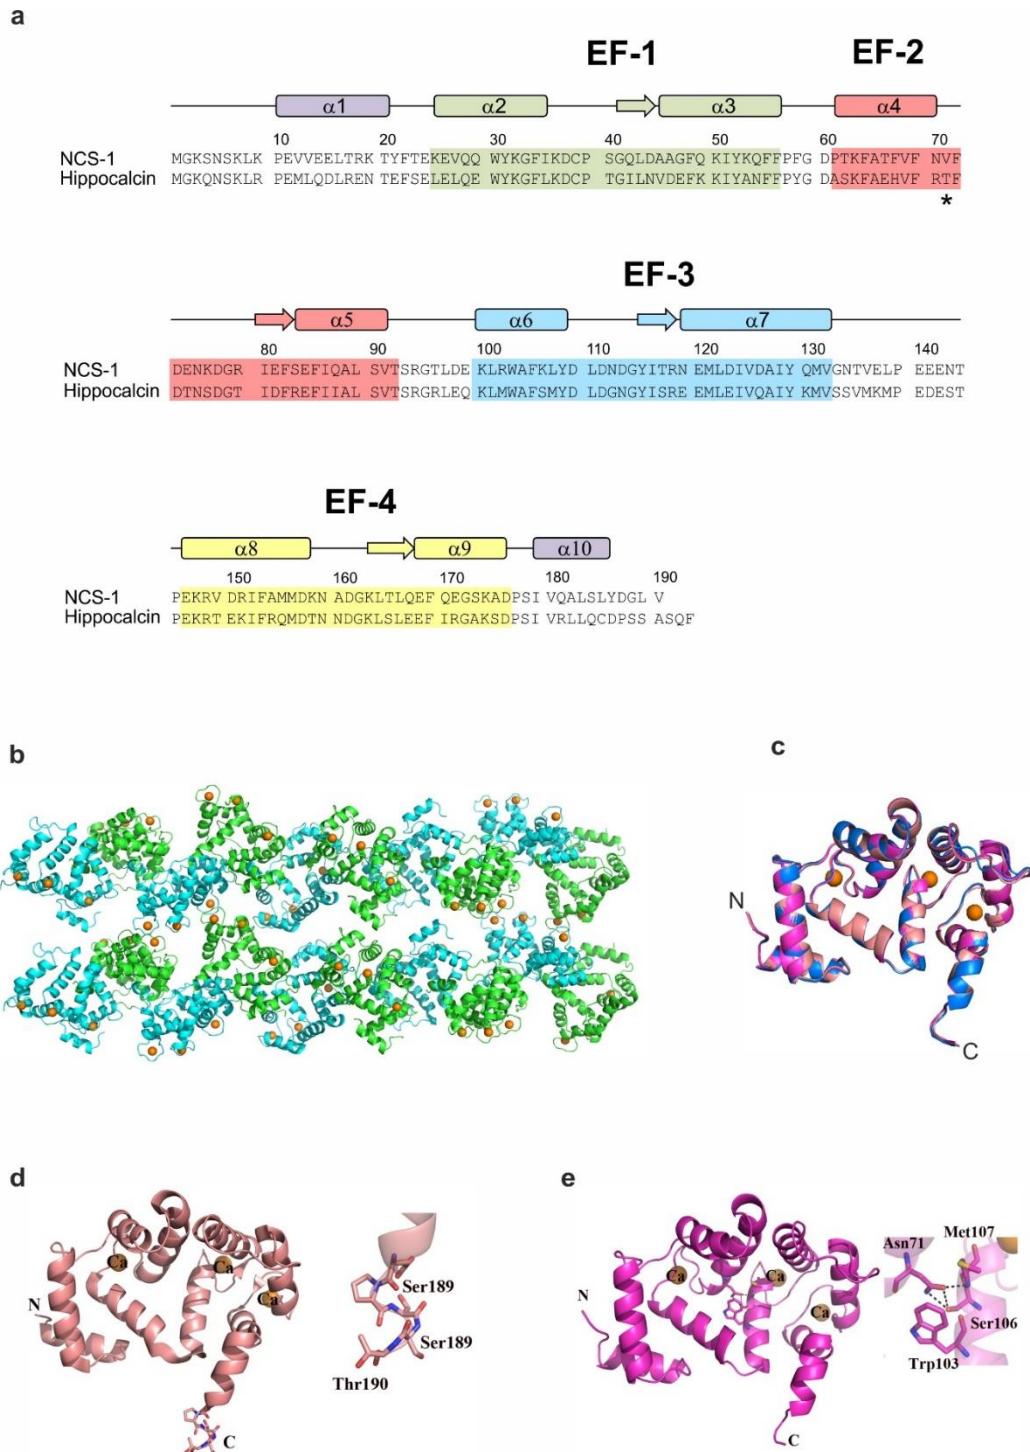 a
EF-1 EF-2
α1 α2 α3 α4
10 20 30 40 50 60 70
NCS-1 MGKSNSKLK PEVVEELTRK TYFTEKEVQQ WYKGFIKDCP SGQLDAAGFQ KIYKQFFPFG DPTKFATFVF NVF
Hippocalcin MGKQNSKLR PEMLQDLREN TEFSELELQE WYKGFLKDCP TGILNVDEFKK IYANFFPYG DASKFAEHVF RTF
*
EF-3
α5 α6 α7
80 90 100 110 120 130 140
NCS-1 DENKDGR IEFSEFIQAL SVTSRGTLDE KLRWAFKLYD LDNDGYITRN EMLDIVDAIY QMVGNTVELP EEENT
Hippocalcin DTNSDGT IDFREFIIAL SVTSRGRLEQ KLMWAFSMYD LDGNGYISRE EMLEIVQAIY KMVSSVMKMP EDEST
EF-4
α8 α9 α10
150 160 170 180 190
NCS-1 PEKRV DRIFAMMDKN ADGKLTLQEF QEGSKADPSI VQALSLYDGL V
Hippocalcin PEKRTEKIFRQMDTN NDGKLSLEEF IRGAKSDPSI VRLLQCDPSS ASQF
b
c
N
C
d
Ca Ca
Ca
N
C
Ser189
Ser189
Thr190
e
Ca Ca
Ca
N
C
Asn71 Met107
Ser106
Trp103